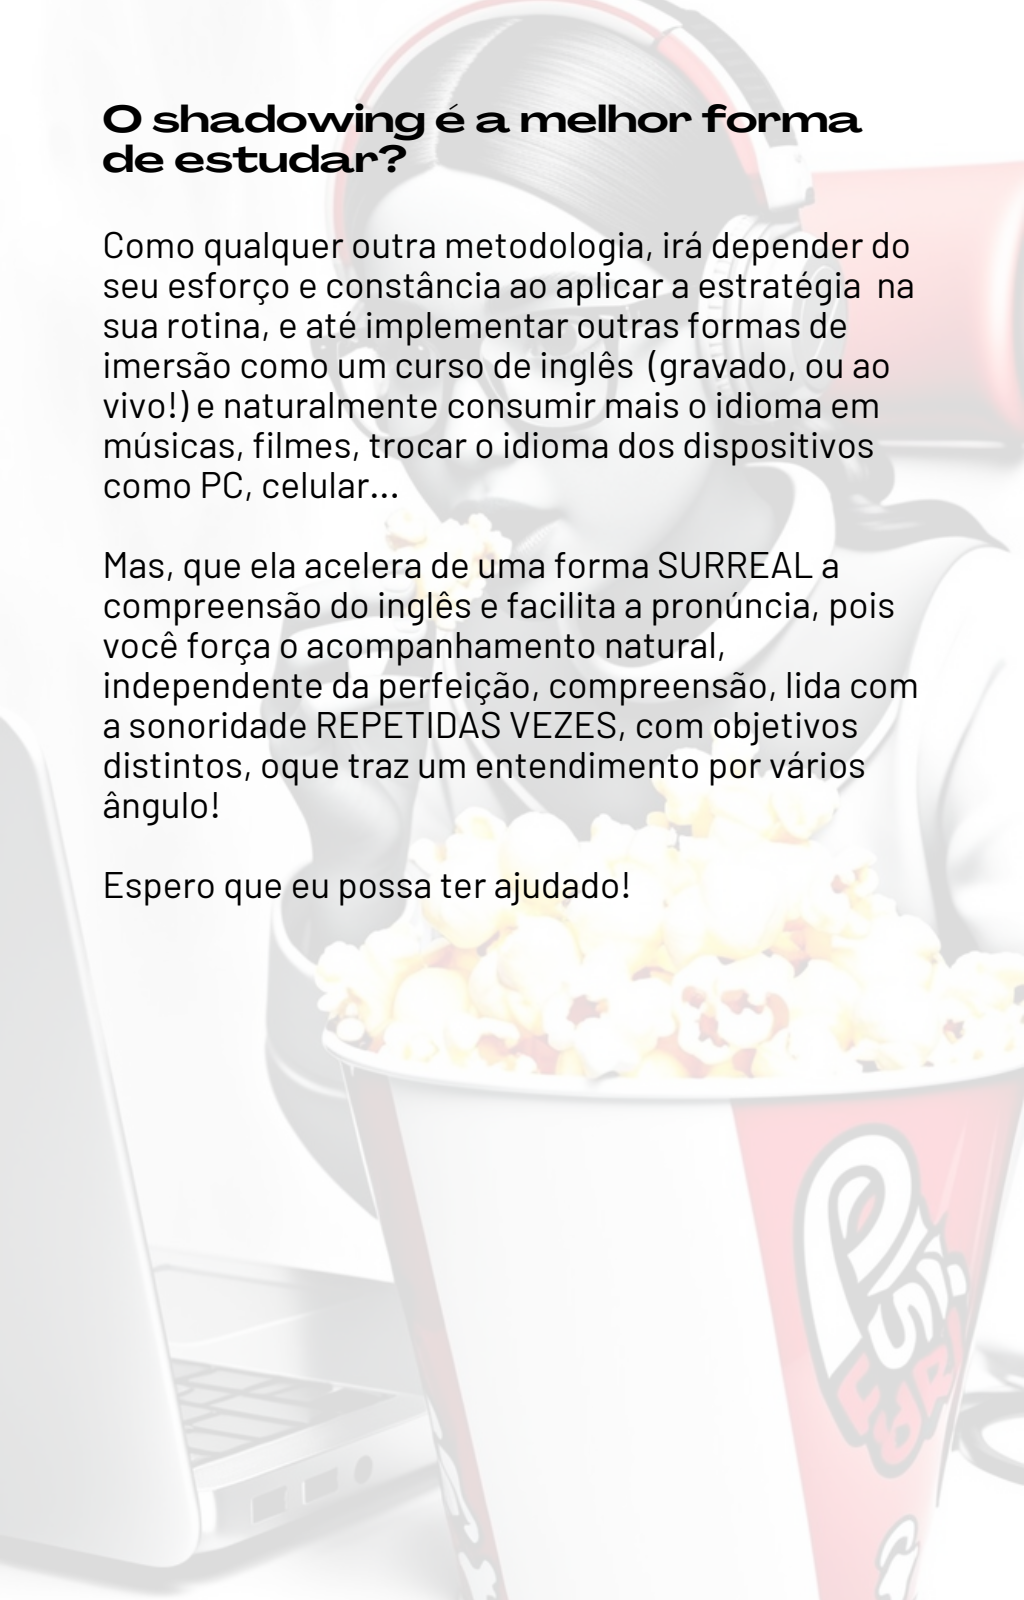 O shadowing é a melhor forma
de estudar?
Como qualquer outra metodologia, irá depender do
seu esforço e constância ao aplicar a estratégia  na
sua rotina, e até implementar outras formas de
imersão como um curso de inglês  (gravado, ou ao
vivo!) e naturalmente consumir mais o idioma em
músicas, filmes, trocar o idioma dos dispositivos
como PC, celular...
Mas, que ela acelera de uma forma SURREAL a
compreensão do inglês e facilita a pronúncia, pois
você força o acompanhamento natural,
independente da perfeição, compreensão, lida com
a sonoridade REPETIDAS VEZES, com objetivos
distintos, oque traz um entendimento por vários
ângulo!
Espero que eu possa ter ajudado!